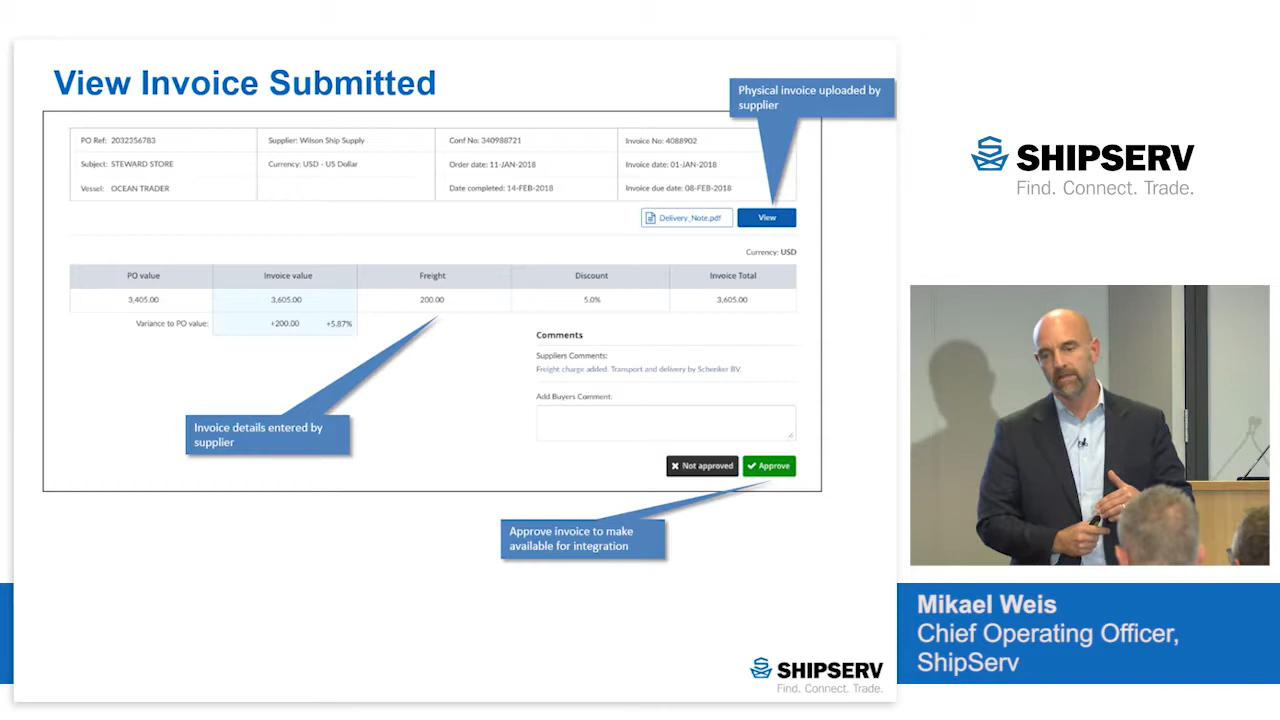 View Invoice Submitted
Physical invoice uploaded by
supplier
PO Ref: 2032356783
Supplier: Wilson Ship Supply
Conf No: 340988721
Invoice No: 4088902
Subject: STEWARD STORE
Currency: USD - US Dollar
Order date: 11-JAN-2018
Invoice date: 01-JAN-2018
Vessel: OCEAN TRADER
Date completed: 14-FEB-2018
Invoice due date: 08-FEB-2018
Delivery_Note.pdf
View
Currency: USD
PO value
Invoice value
Freight
Discount
Invoice Total
3,405.00
3,605.00
200.00
5.0%
3,605.00
Variance to PO value:
+200.00
+5.87%
Comments
Suppliers Comments:
Freight charge added. Transport and delivery by Schenker BV.
Add Buyers Comment:
Invoice details entered by
supplier
Not approved
Approve
Approve invoice to make
available for integration
SHIPSERV
Find. Connect. Trade.
SHIPSERV
Find. Connect. Trade.
Mikael Weis
Chief Operating Officer,
ShipServ